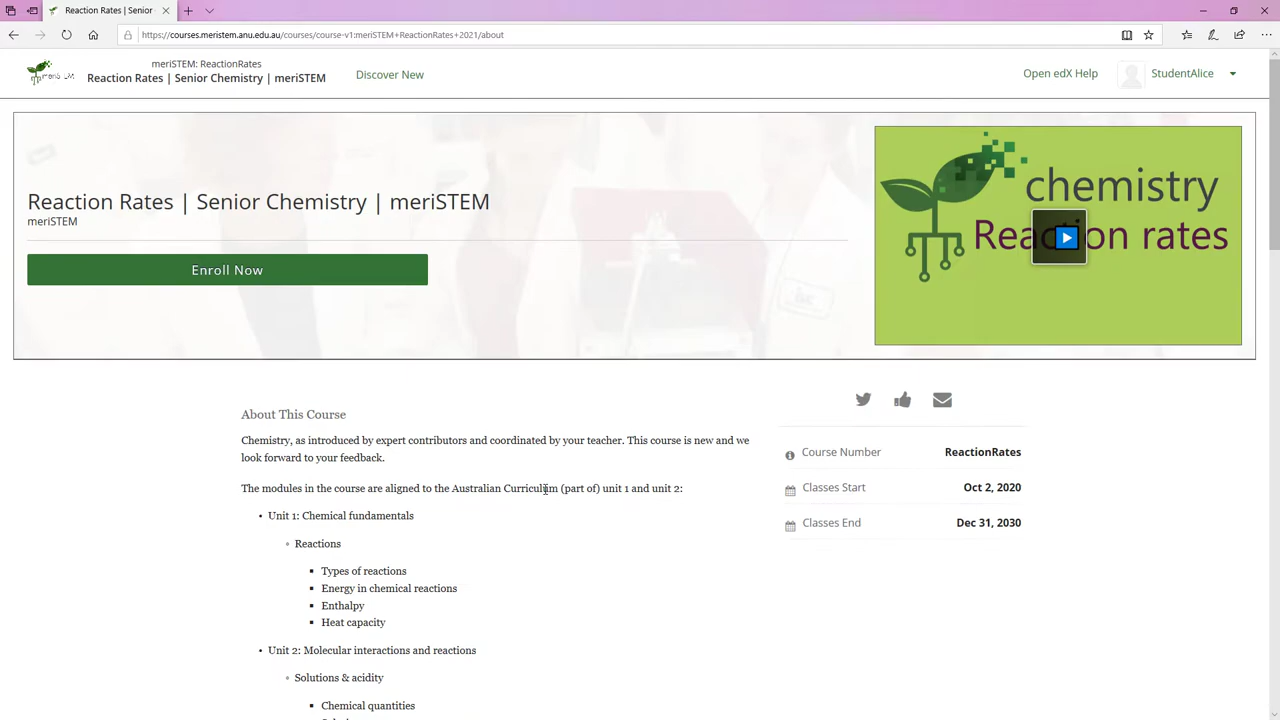 Reaction Rates | Senior
https://courses.meristem.anu.edu.au/courses/course-v1:meriSTEM+ReactionRates+2021/about
meriSTEM: ReactionRates
Reaction Rates | Senior Chemistry | meriSTEM
Discover New
Open edX Help
StudentAlice
Reaction Rates | Senior Chemistry | meriSTEM
meriSTEM
Enroll Now
chemistry
Reaction rates
About This Course
Chemistry, as introduced by expert contributors and coordinated by your teacher. This course is new and we
look forward to your feedback.
The modules in the course are aligned to the Australian Curriculum (part of) unit 1 and unit 2:
• Unit 1: Chemical fundamentals
◦ Reactions
▪ Types of reactions
▪ Energy in chemical reactions
▪ Enthalpy
▪ Heat capacity
• Unit 2: Molecular interactions and reactions
◦ Solutions & acidity
▪ Chemical quantities
Course Number ReactionRates
Classes Start Oct 2, 2020
Classes End Dec 31, 2030